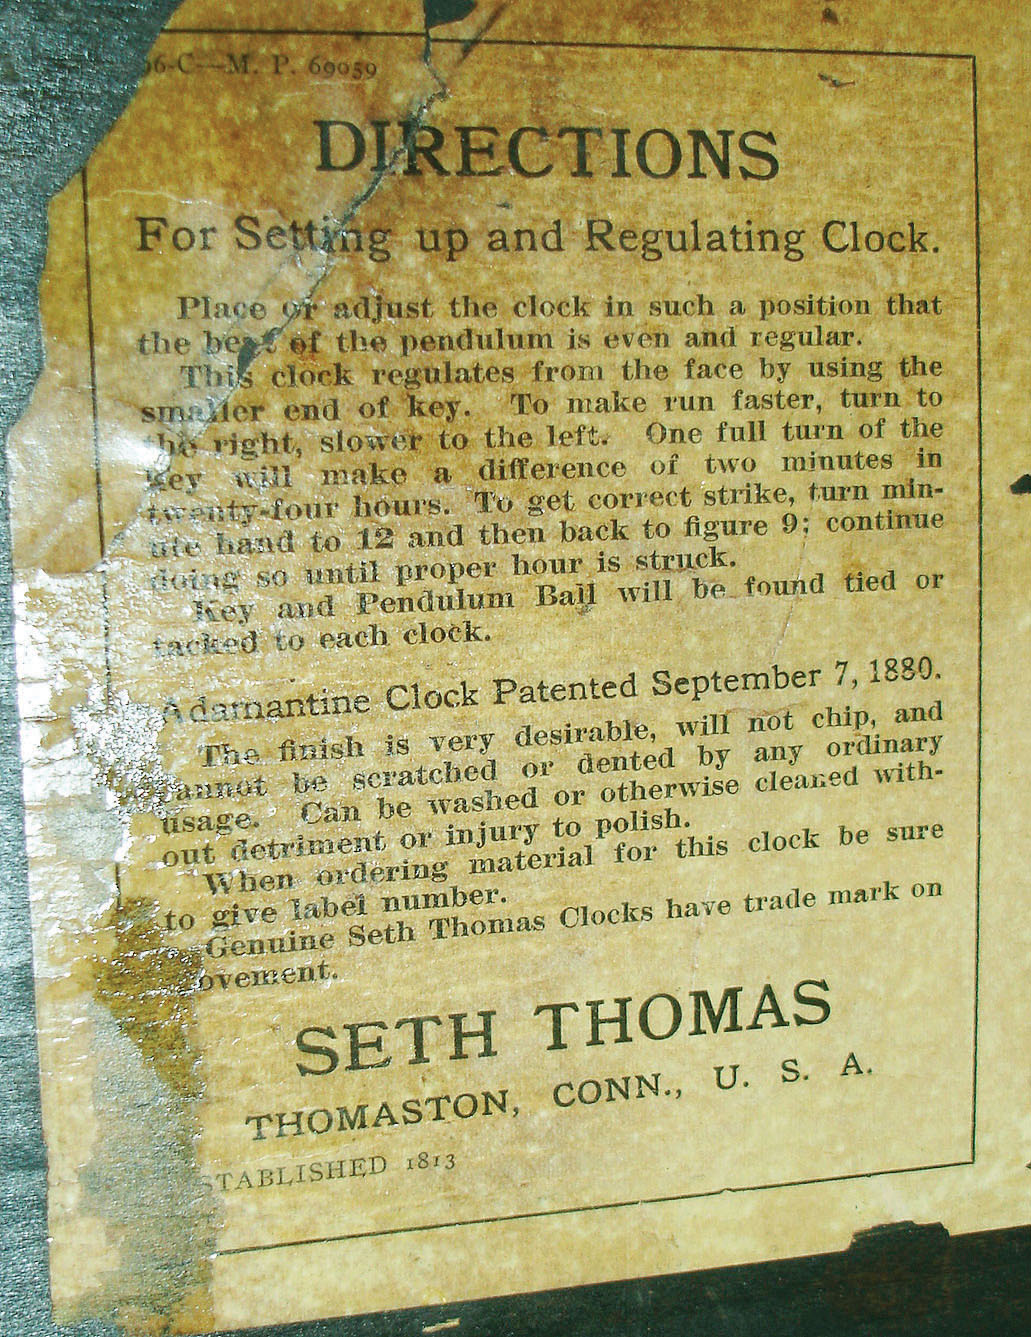 6-C—M. P. 69059
DIRECTIONS
For Setting up and Regulating Clock.
Place or adjust the clock in such a position that
the beat of the pendulum is even and regular.
This clock regulates from the face by using the
smaller end of key. To make run faster, turn to
the right, slower to the left. One full turn of the
key will make a difference of two minutes in
twenty-four hours. To get correct strike, turn min-
ute hand to 12 and then back to figure 9; continue
doing so until proper hour is struck.
Key and Pendulum Ball will be found tied or
tacked to each clock.
Adamantine Clock Patented September 7, 1880.
The finish is very desirable, will not chip, and
cannot be scratched or dented by any ordinary
usage. Can be washed or otherwise cleaned with-
out detriment or injury to polish.
When ordering material for this clock be sure
to give label number.
Genuine Seth Thomas Clocks have trade mark on
ovement.
SETH THOMAS
THOMASTON, CONN., U. S. A.
STABLISHED 1813